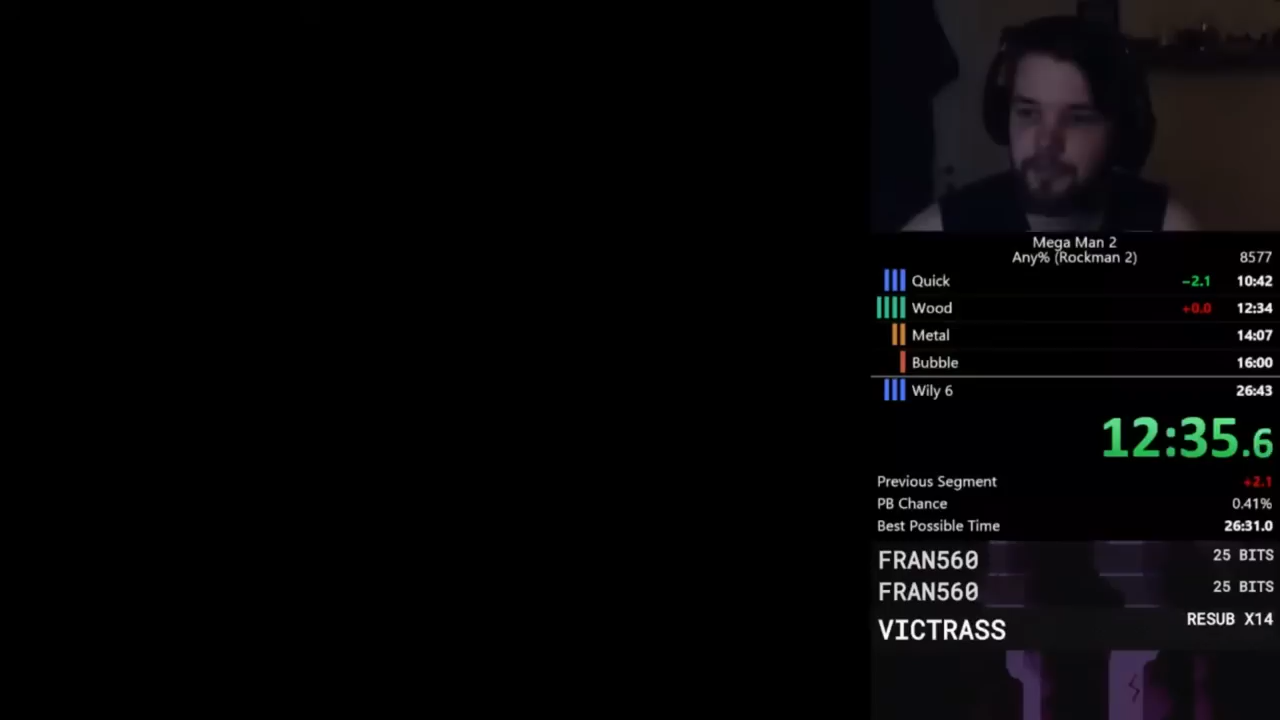 Mega Man 2
Any% (Rockman 2) 8577
Quick −2.1 10:42
Wood +0.0 12:34
Metal 14:07
Bubble 16:00
Wily 6 26:43
12:35.6
Previous Segment +2.1
PB Chance 0.41%
Best Possible Time 26:31.0
FRAN560 25 BITS
FRAN560 25 BITS
VICTRASS RESUB X14